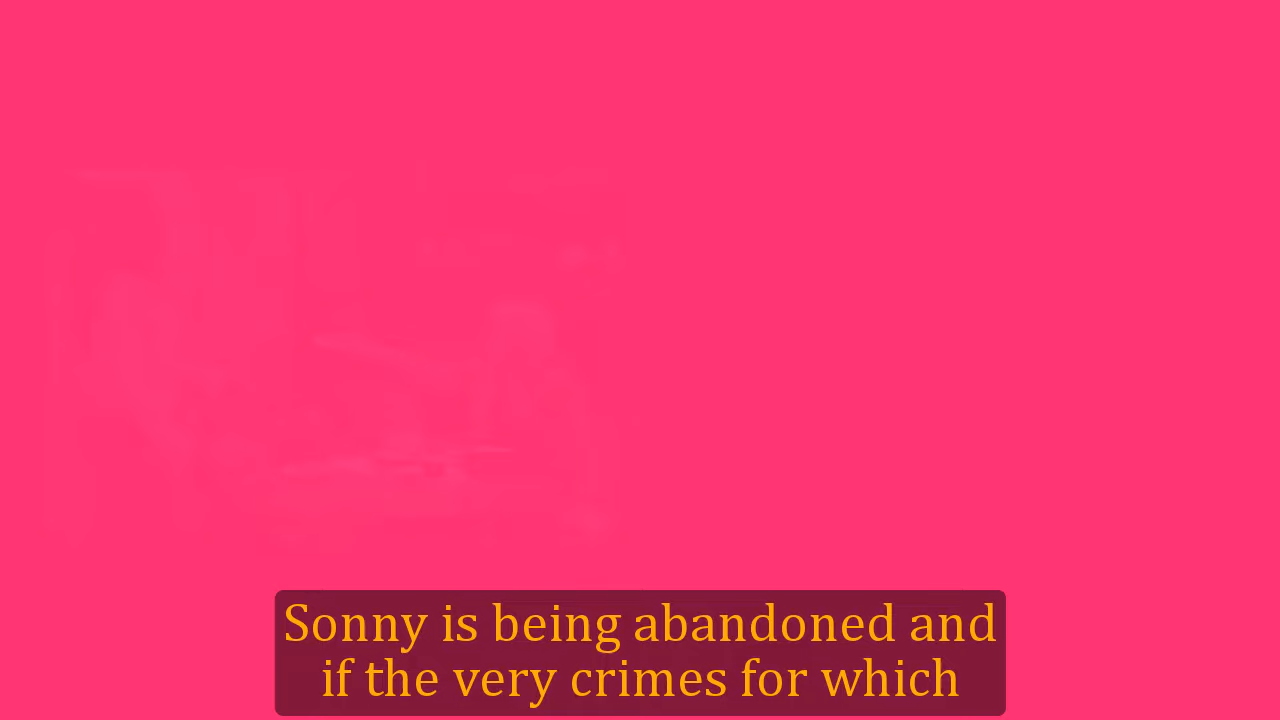 Sonny is being abandoned and
if the very crimes for which